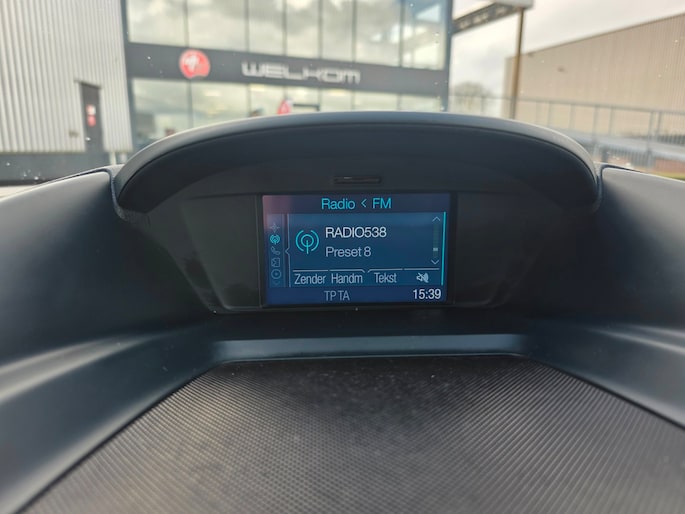 WELKOM
Radio < FM
RADIO538
Preset 8
Zender Handm Tekst
TP TA 15:39